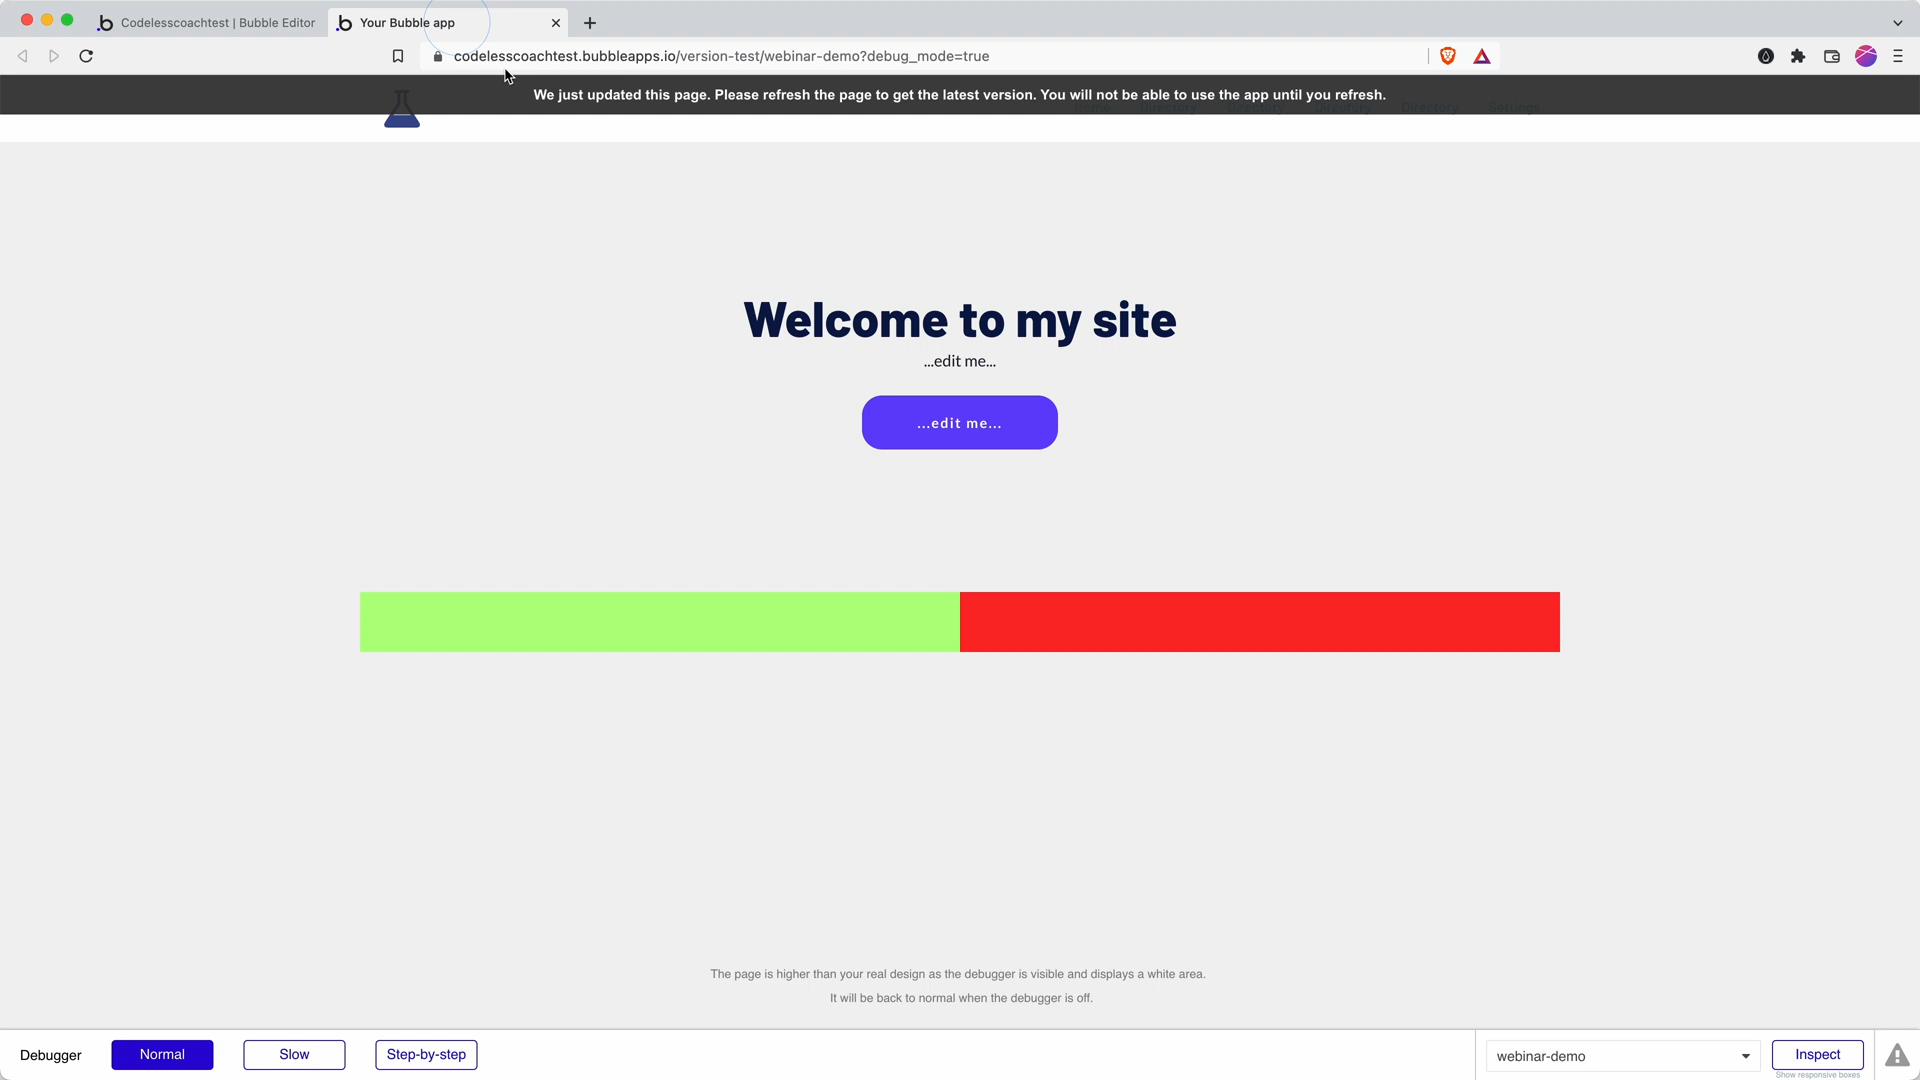 Codelesscoachtest | Bubble Editor
Your Bubble app
codelesscoachtest.bubbleapps.io/version-test/webinar-demo?debug_mode=true
We just updated this page. Please refresh the page to get the latest version. You will not be able to use the app until you refresh.
Directory Settings
Welcome to my site
...edit me...
...edit me...
The page is higher than your real design as the debugger is visible and displays a white area.
It will be back to normal when the debugger is off.
Debugger Normal Slow Step-by-step webinar-demo Inspect
Show responsive boxes